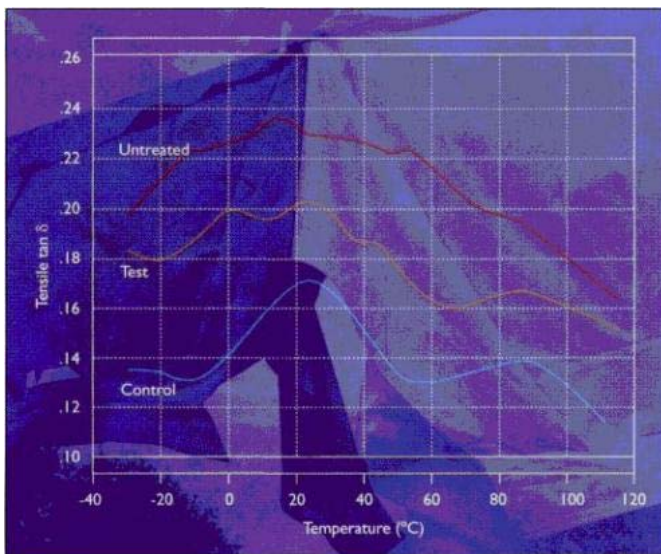 .26
.24
.22
.20
.18
.16
.14
.12
.10
Tensile tan δ
Untreated
Test
Control
-40 -20 0 20 40 60 80 100 120
Temperature (°C)